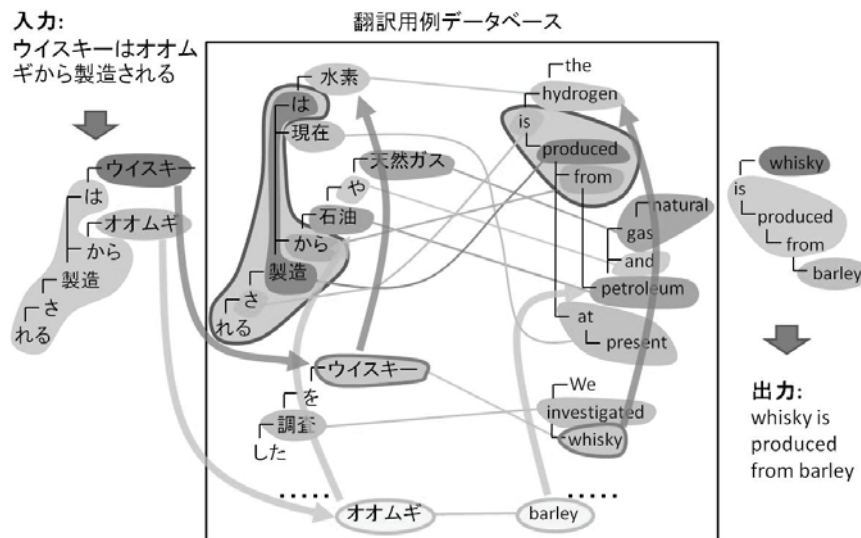 入力:
ウイスキーはオオム
ギから製造される
翻訳用例データベース
ウイスキー
は
オオムギ
から
製造
さ
れる
水素
は
現在
天然ガス
や
石油
から
製造
さ
れる
ウイスキー
を
調査
した
.....
オオムギ
the
hydrogen
is
produced
from
natural
gas
and
petroleum
at
present
We
investigated
whisky
.....
barley
whisky
is
produced
from
barley
出力:
whisky is
produced
from barley